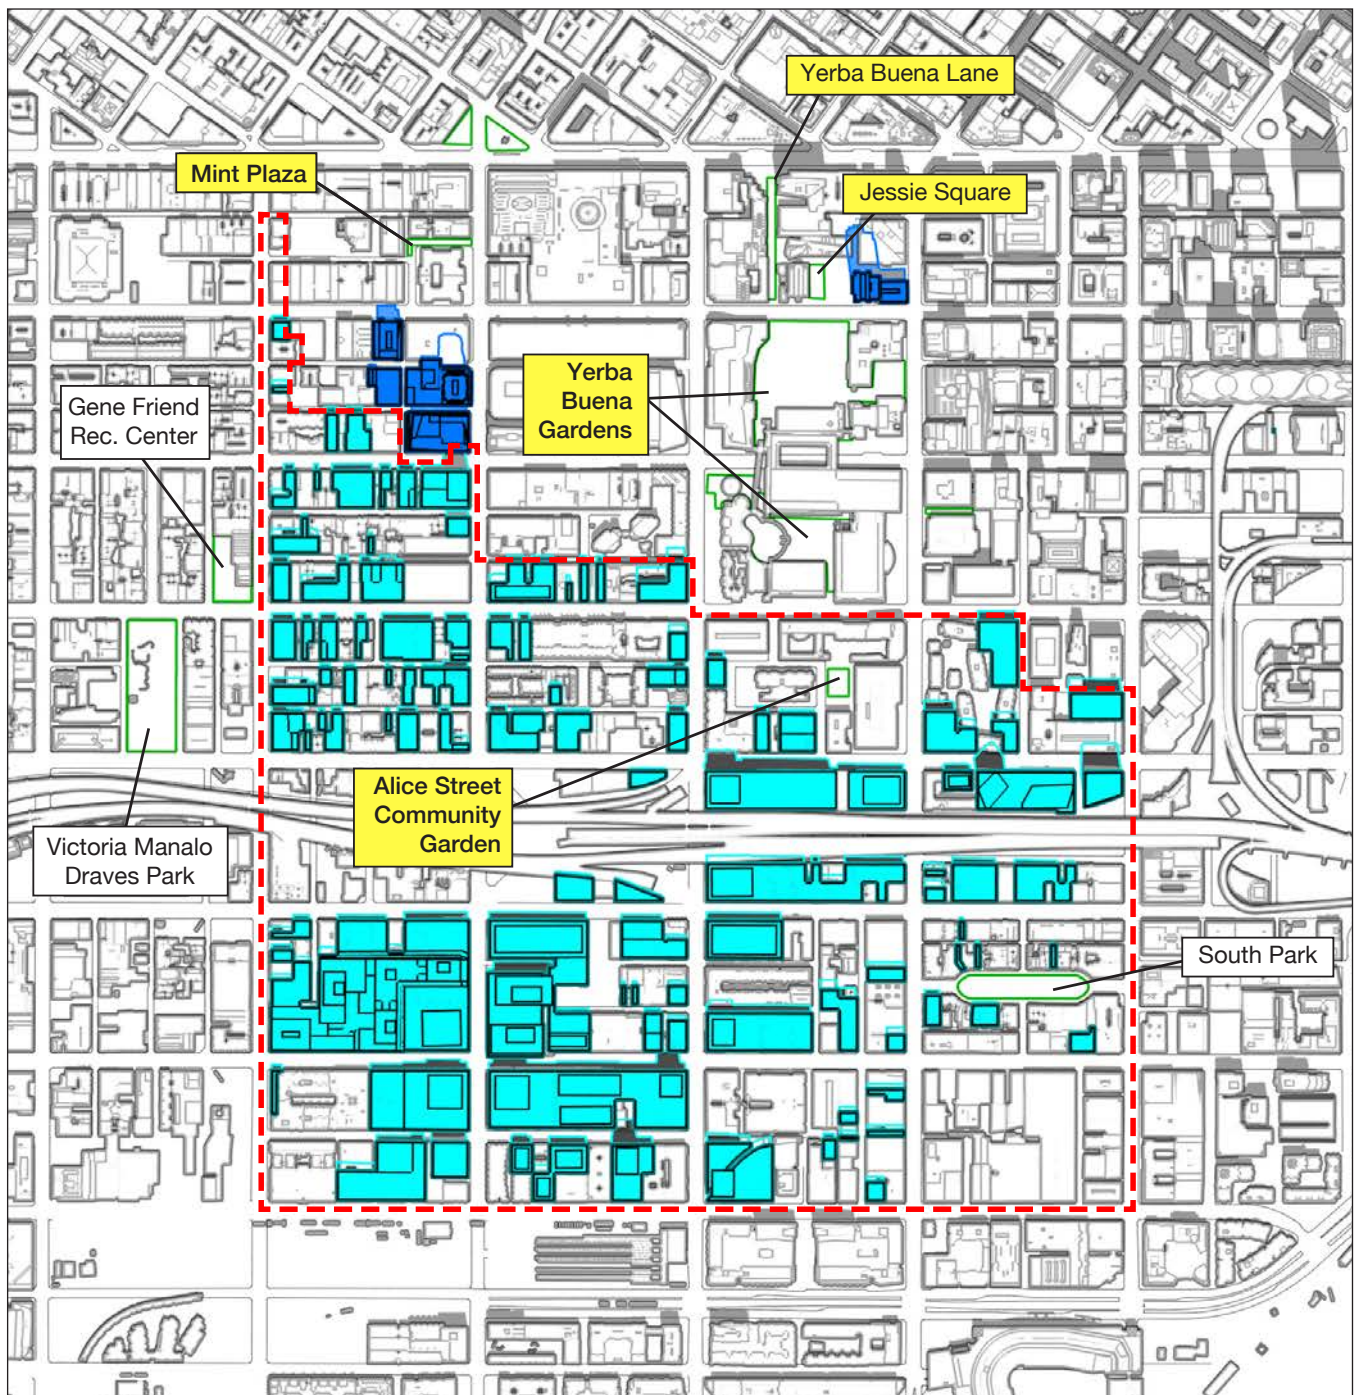 Yerba Buena Lane
Mint Plaza
Jessie Square
Yerba
Buena
Gardens
Gene Friend
Rec. Center
Alice Street
Community
Garden
Victoria Manalo
Draves Park
South Park